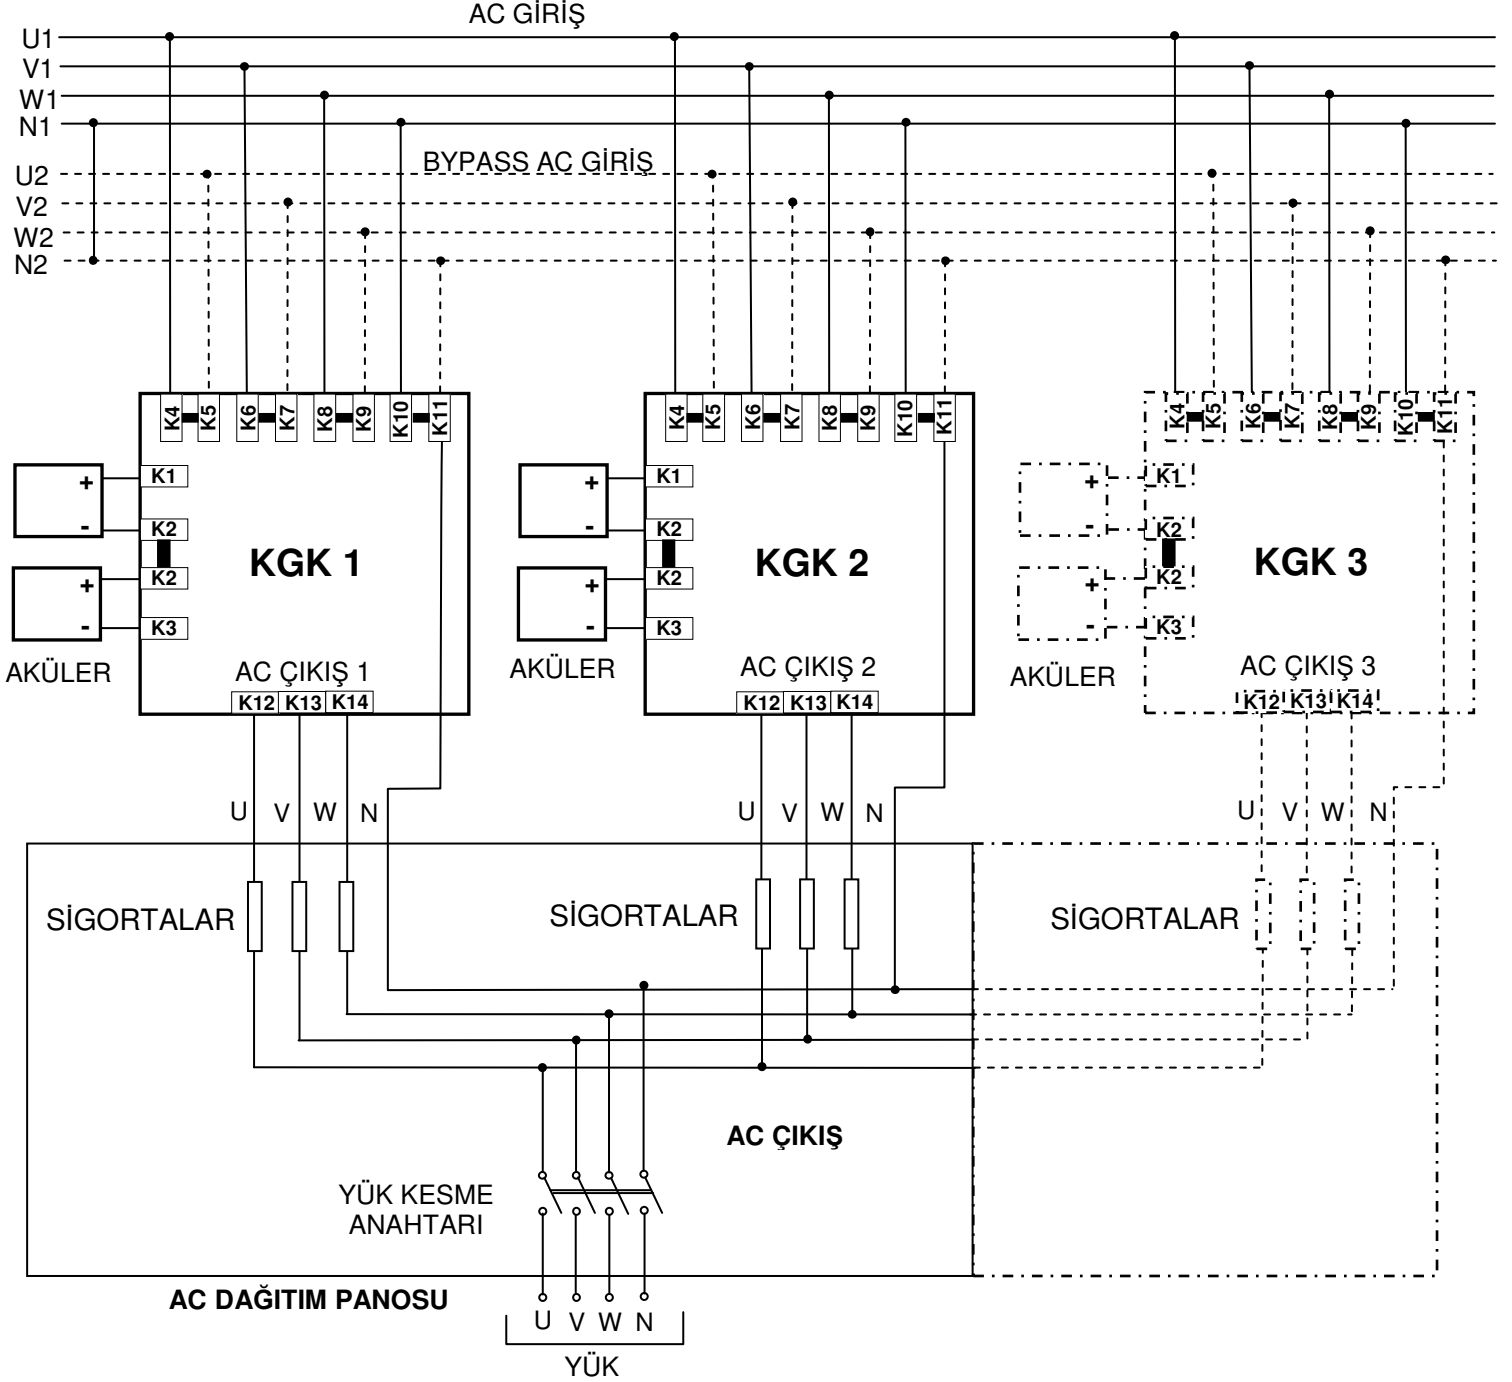 AC GİRİŞ
U1
V1
W1
N1
BYPASS AC GİRİŞ
U2
V2
W2
N2
K4 K5 K6 K7 K8 K9 K10 K11
K4 K5 K6 K7 K8 K9 K10 K11
K4 K5 K6 K7 K8 K9 K10 K11
+ K1
- K2
+ K2
- K3
KGK 1
AKÜLER
AC ÇIKIŞ 1
K12 K13 K14
+ K1
- K2
+ K2
- K3
KGK 2
AKÜLER
AC ÇIKIŞ 2
K12 K13 K14
+ K1
- K2
+ K2
- K3
KGK 3
AKÜLER
AC ÇIKIŞ 3
K12 K13 K14
U V W N
U V W N
U V W N
SİGORTALAR
SİGORTALAR
SİGORTALAR
AC ÇIKIŞ
YÜK KESME
ANAHTARI
AC DAĞITIM PANOSU
U V W N
YÜK